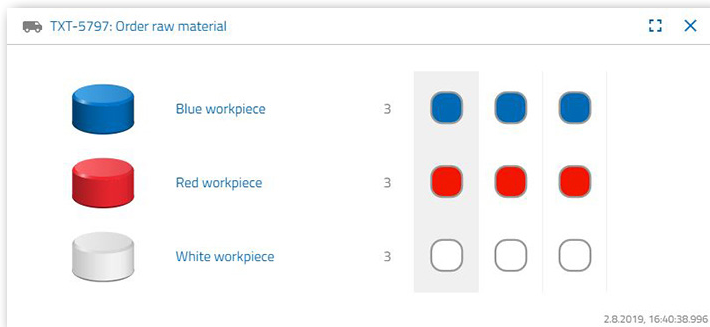 TXT-5797: Order raw material
Blue workpiece 3
Red workpiece 3
White workpiece 3
2.8.2019, 16:40:38.996